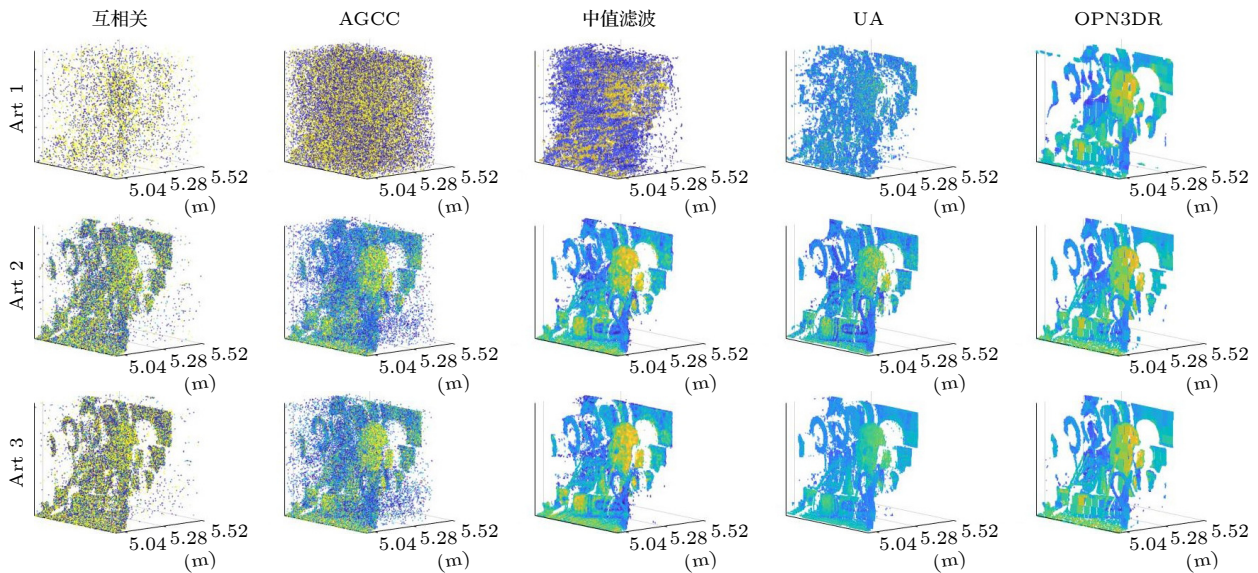 互相关 AGCC 中值滤波 UA OPN3DR
Art 1
5.04 5.28 5.52 (m) 5.04 5.28 5.52 (m) 5.04 5.28 5.52 (m) 5.04 5.28 5.52 (m) 5.04 5.28 5.52 (m)
Art 2
5.04 5.28 5.52 (m) 5.04 5.28 5.52 (m) 5.04 5.28 5.52 (m) 5.04 5.28 5.52 (m) 5.04 5.28 5.52 (m)
Art 3
5.04 5.28 5.52 (m) 5.04 5.28 5.52 (m) 5.04 5.28 5.52 (m) 5.04 5.28 5.52 (m) 5.04 5.28 5.52 (m)